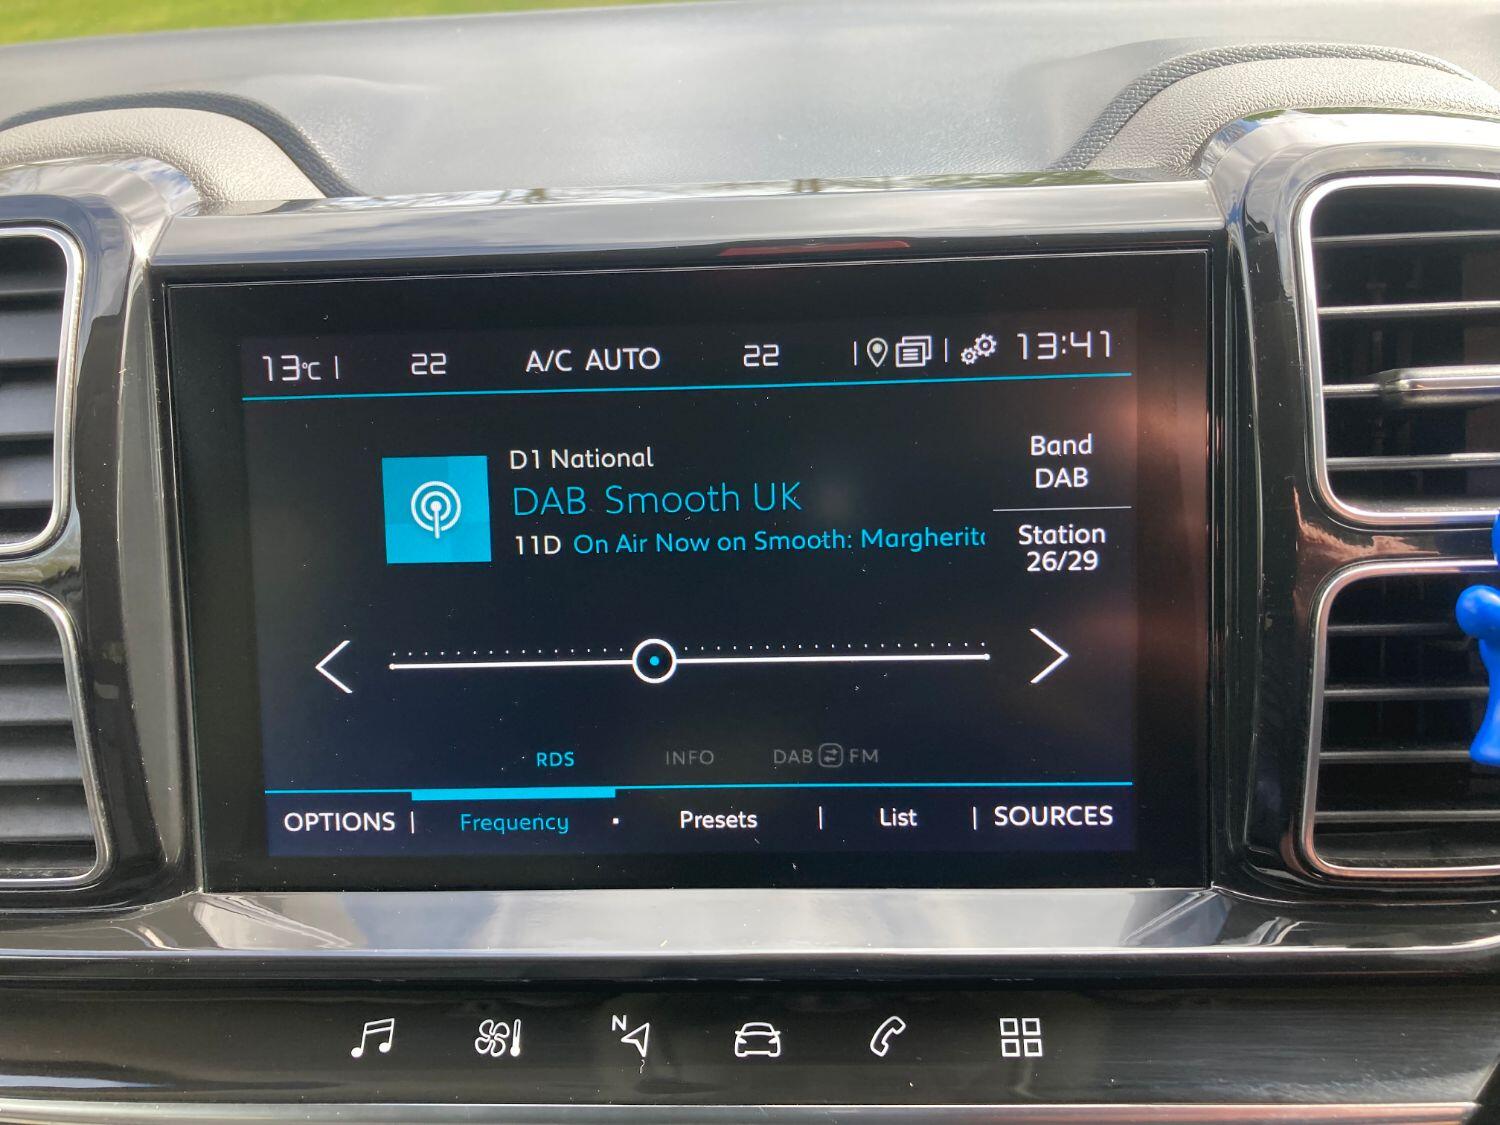 13°C | 22 A/C AUTO 22 | | 13:41
D1 National
Band
DAB
DAB Smooth UK
11D On Air Now on Smooth: Margherit
Station
26/29
RDS INFO DAB FM
OPTIONS | Frequency Presets | List | SOURCES
N